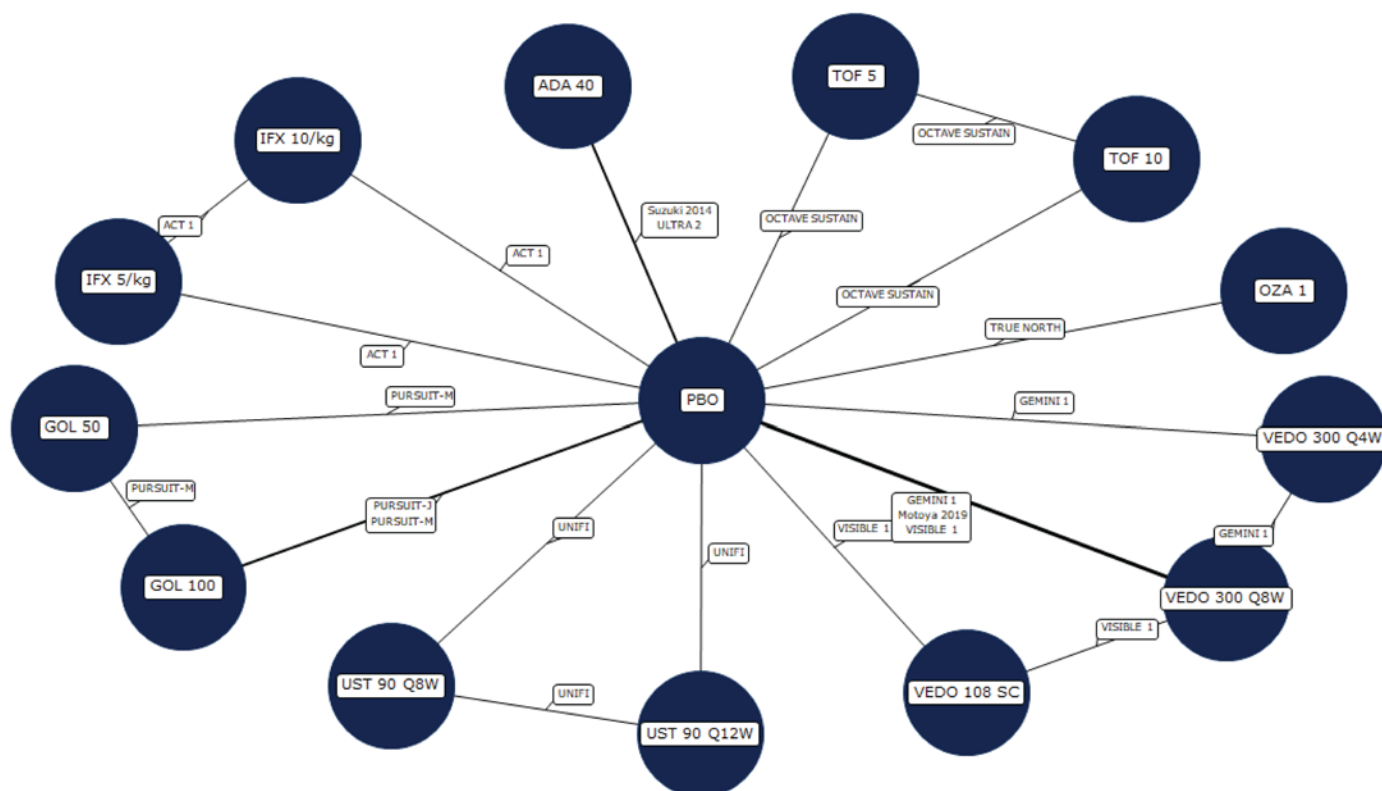 ADA 40
TOF 5
IFX 10/kg
OCTAVE SUSTAIN
TOF 10
Suzuki 2014
ULTRA 2
OCTAVE SUSTAIN
ACT 1
ACT 1
IFX 5/kg
OZA 1
OCTAVE SUSTAIN
TRUE NORTH
ACT 1
PURSUIT-M
PBO
GEMINI 1
GOL 50
VEDO 300 Q4W
PURSUIT-M
PURSUIT-J
PURSUIT-M
UNIFI
VISIBLE 1
GEMINI 1
Motoya 2019
VISIBLE 1
GEMINI 1
UNIFI
GOL 100
VEDO 300 Q8W
VISIBLE 1
UST 90 Q8W
UNIFI
VEDO 108 SC
UST 90 Q12W